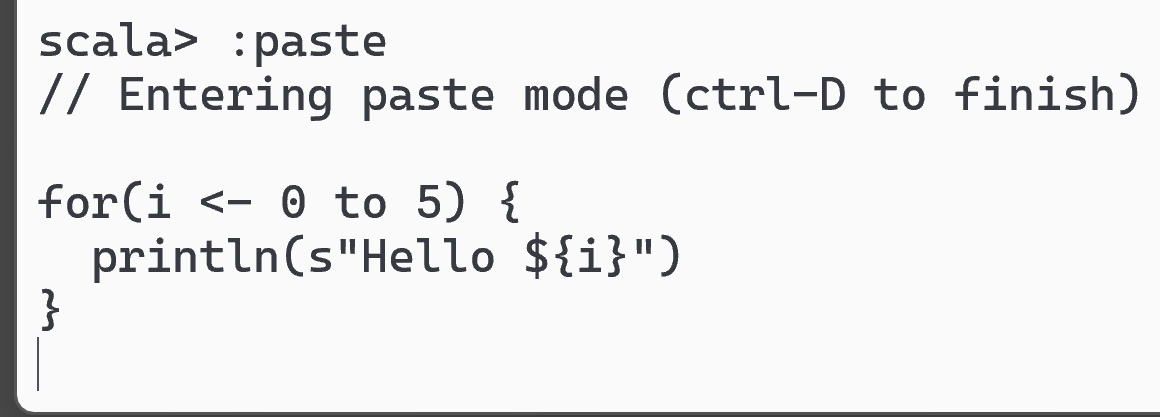 scala> :paste
// Entering paste mode (ctrl-D to finish)

for(i <- 0 to 5) {
  println(s"Hello ${i}")
}